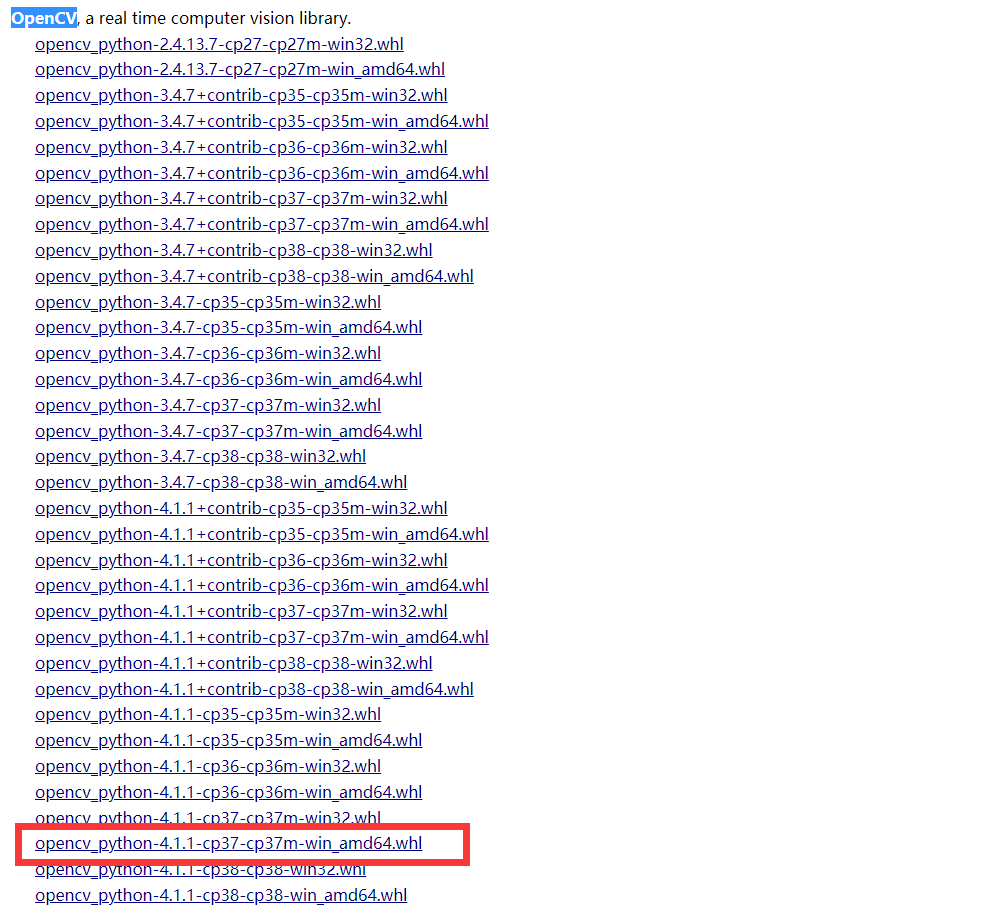 OpenCV, a real time computer vision library.
opencv_python-2.4.13.7-cp27-cp27m-win32.whl
opencv_python-2.4.13.7-cp27-cp27m-win_amd64.whl
opencv_python-3.4.7+contrib-cp35-cp35m-win32.whl
opencv_python-3.4.7+contrib-cp35-cp35m-win_amd64.whl
opencv_python-3.4.7+contrib-cp36-cp36m-win32.whl
opencv_python-3.4.7+contrib-cp36-cp36m-win_amd64.whl
opencv_python-3.4.7+contrib-cp37-cp37m-win32.whl
opencv_python-3.4.7+contrib-cp37-cp37m-win_amd64.whl
opencv_python-3.4.7+contrib-cp38-cp38-win32.whl
opencv_python-3.4.7+contrib-cp38-cp38-win_amd64.whl
opencv_python-3.4.7-cp35-cp35m-win32.whl
opencv_python-3.4.7-cp35-cp35m-win_amd64.whl
opencv_python-3.4.7-cp36-cp36m-win32.whl
opencv_python-3.4.7-cp36-cp36m-win_amd64.whl
opencv_python-3.4.7-cp37-cp37m-win32.whl
opencv_python-3.4.7-cp37-cp37m-win_amd64.whl
opencv_python-3.4.7-cp38-cp38-win32.whl
opencv_python-3.4.7-cp38-cp38-win_amd64.whl
opencv_python-4.1.1+contrib-cp35-cp35m-win32.whl
opencv_python-4.1.1+contrib-cp35-cp35m-win_amd64.whl
opencv_python-4.1.1+contrib-cp36-cp36m-win32.whl
opencv_python-4.1.1+contrib-cp36-cp36m-win_amd64.whl
opencv_python-4.1.1+contrib-cp37-cp37m-win32.whl
opencv_python-4.1.1+contrib-cp37-cp37m-win_amd64.whl
opencv_python-4.1.1+contrib-cp38-cp38-win32.whl
opencv_python-4.1.1+contrib-cp38-cp38-win_amd64.whl
opencv_python-4.1.1-cp35-cp35m-win32.whl
opencv_python-4.1.1-cp35-cp35m-win_amd64.whl
opencv_python-4.1.1-cp36-cp36m-win32.whl
opencv_python-4.1.1-cp36-cp36m-win_amd64.whl
opencv_python-4.1.1-cp37-cp37m-win32.whl
opencv_python-4.1.1-cp37-cp37m-win_amd64.whl
opencv_python-4.1.1-cp38-cp38-win32.whl
opencv_python-4.1.1-cp38-cp38-win_amd64.whl